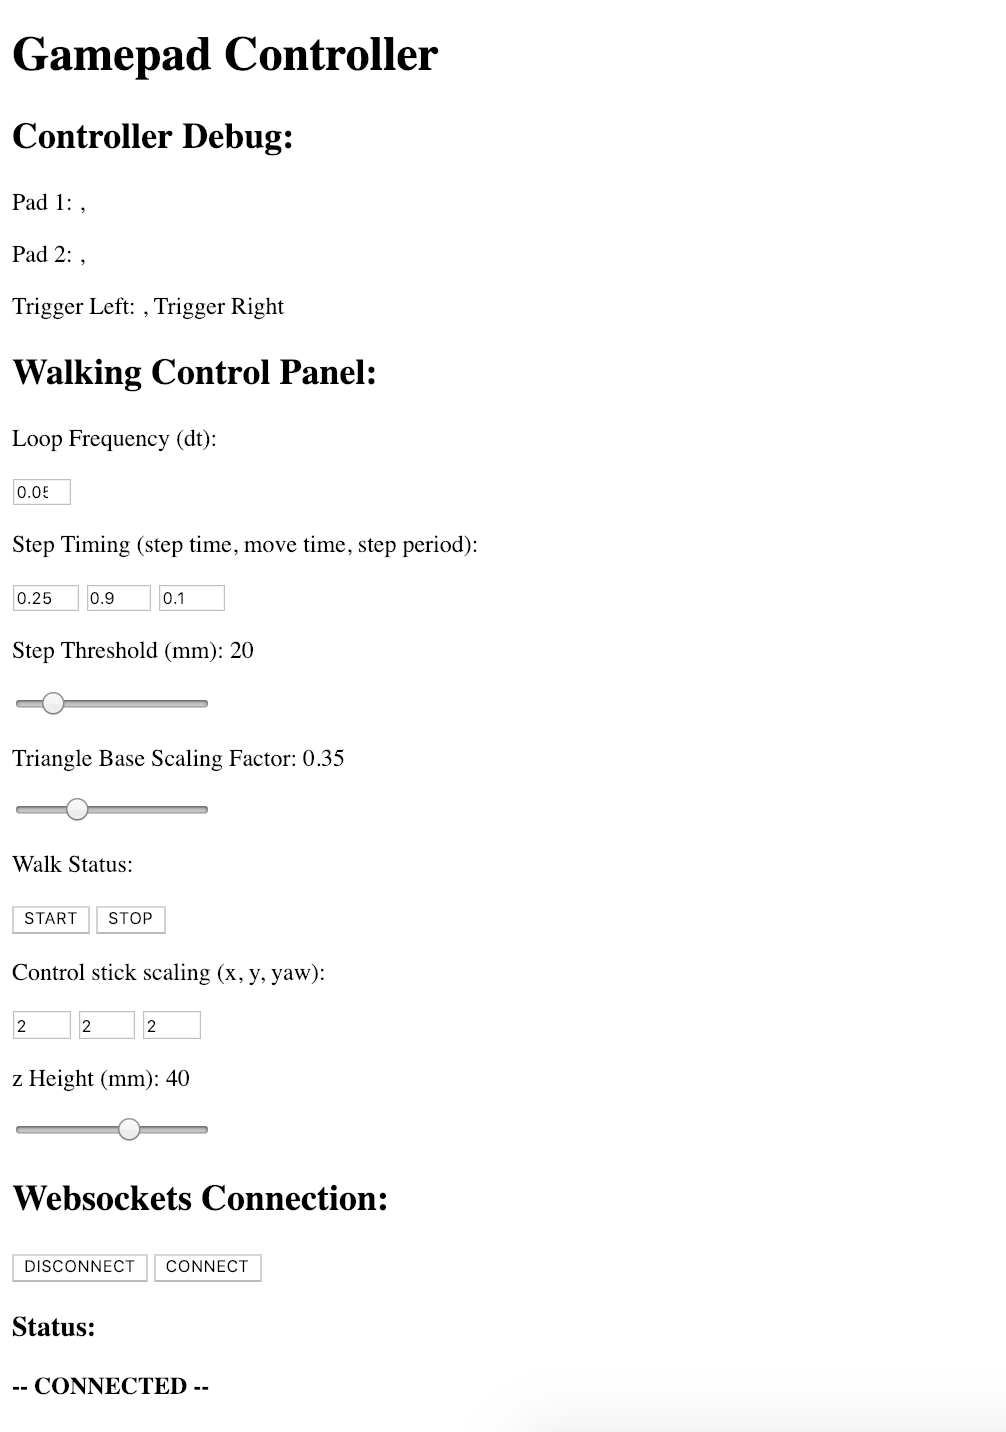 Gamepad Controller
Controller Debug:
Pad 1: ,
Pad 2: ,
Trigger Left: , Trigger Right
Walking Control Panel:
Loop Frequency (dt):
0.05
Step Timing (step time, move time, step period):
0.25 0.9 0.1
Step Threshold (mm): 20
Triangle Base Scaling Factor: 0.35
Walk Status:
START STOP
Control stick scaling (x, y, yaw):
2 2 2
z Height (mm): 40
Websockets Connection:
DISCONNECT CONNECT
Status:
-- CONNECTED --